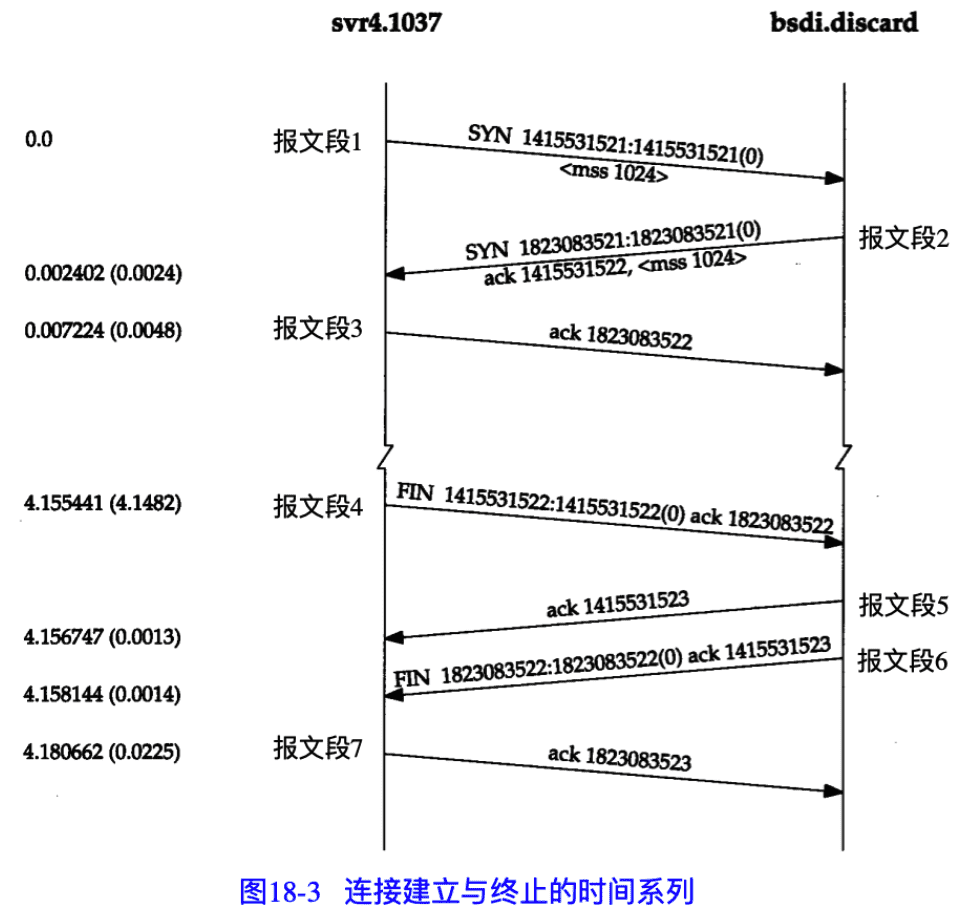 svr4.1037 bsdi.discard
0.0 报文段1 SYN 1415531521:1415531521(0)
<mss 1024>
SYN 1823083521:1823083521(0) 报文段2
0.002402 (0.0024) ack 1415531522, <mss 1024>
0.007224 (0.0048) 报文段3 ack 1823083522
4.155441 (4.1482) 报文段4 FIN 1415531522:1415531522(0) ack 1823083522
ack 1415531523 报文段5
4.156747 (0.0013)
FIN 1823083522:1823083522(0) ack 1415531523 报文段6
4.158144 (0.0014)
4.180662 (0.0225) 报文段7 ack 1823083523
图18-3 连接建立与终止的时间系列